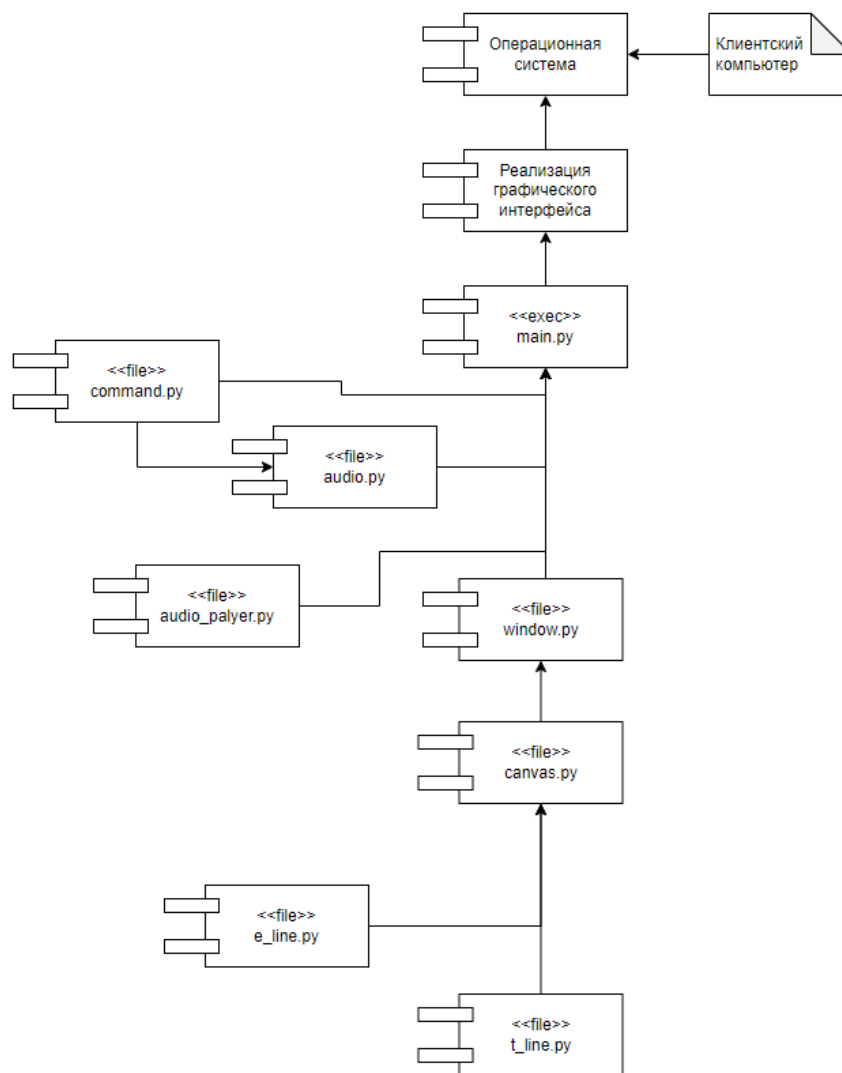 Операционная
система
Клиентский
компьютер
Реализация
графического
интерфейса
<<exec>>
main.py
<<file>>
command.py
<<file>>
audio.py
<<file>>
audio_palyer.py
<<file>>
window.py
<<file>>
canvas.py
<<file>>
e_line.py
<<file>>
t_line.py